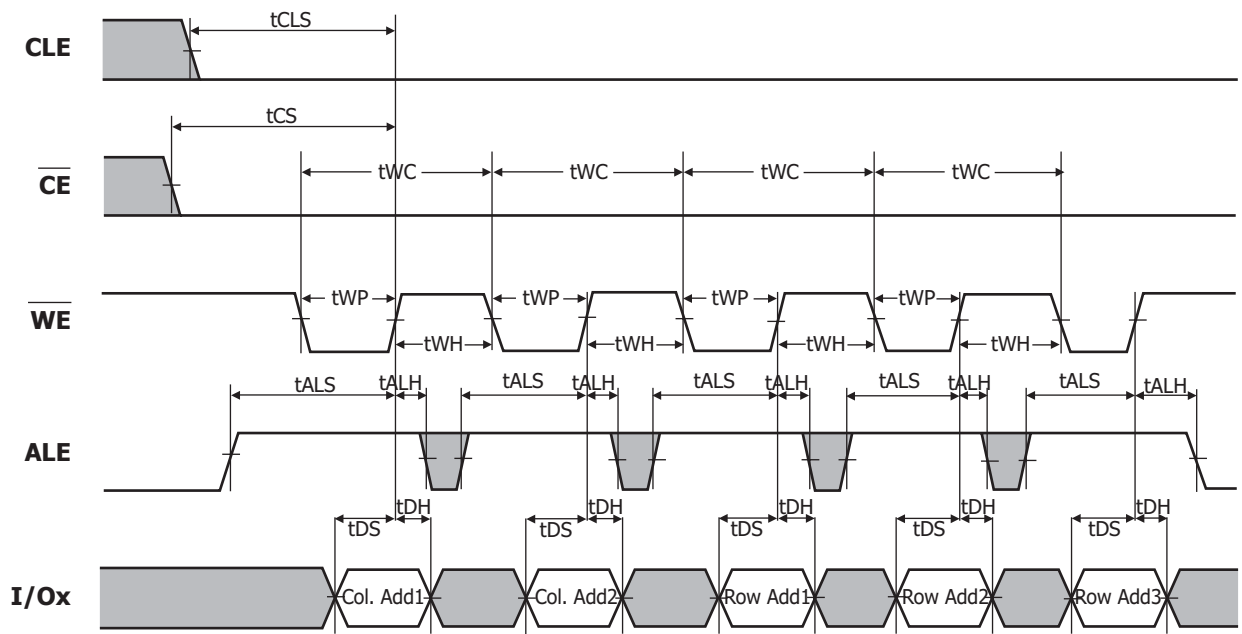 CLE
tCLS
tCS
CE
tWC tWC tWC tWC
WE
tWP tWP tWP tWP
tWH tWH tWH tWH
tALS tALH tALS tALH tALS tALH tALS tALH tALS tALH
ALE
tDS tDH tDS tDH tDS tDH tDS tDH tDS tDH
I/Ox
Col. Add1 Col. Add2 Row Add1 Row Add2 Row Add3